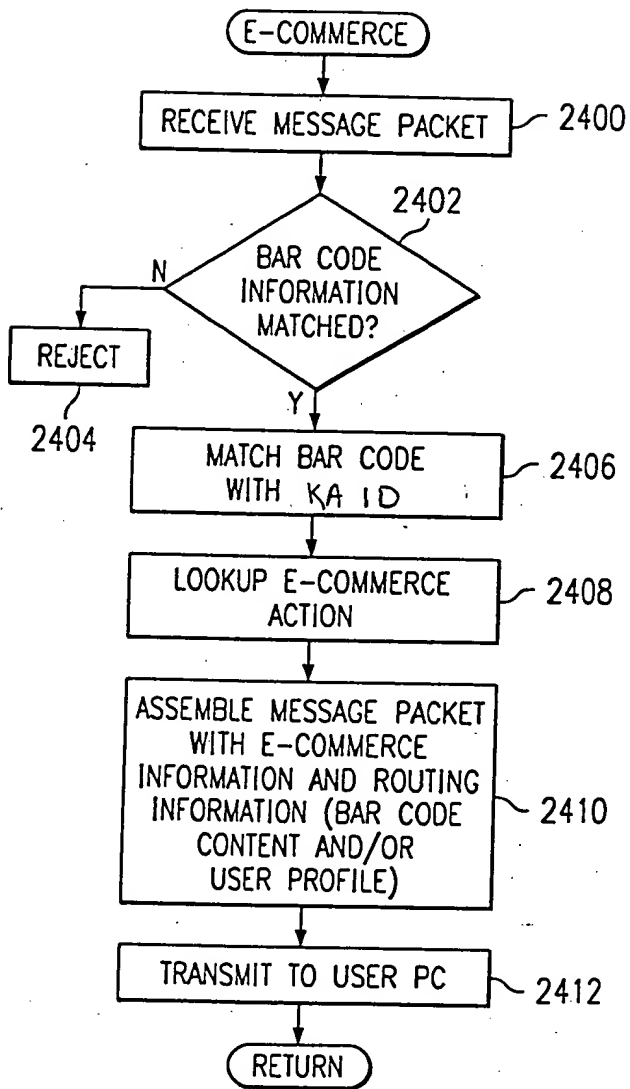 E-COMMERCE
RECEIVE MESSAGE PACKET
2400
2402
BAR CODE
INFORMATION
MATCHED?
N
REJECT
2404
Y
MATCH BAR CODE
WITH KA ID
2406
LOOKUP E-COMMERCE
ACTION
2408
ASSEMBLE MESSAGE PACKET
WITH E-COMMERCE
INFORMATION AND ROUTING
INFORMATION (BAR CODE
CONTENT AND/OR
USER PROFILE)
2410
TRANSMIT TO USER PC
2412
RETURN